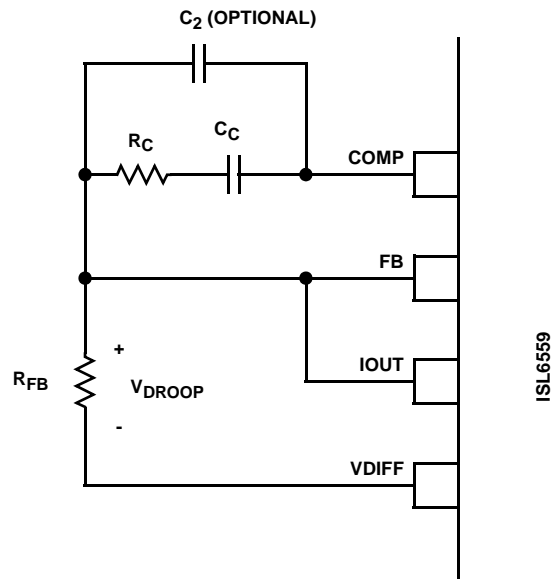 C2 (OPTIONAL)
RC
CC
COMP
FB
+
RFB
VDROOP
IOUT
-
VDIFF
ISL6559